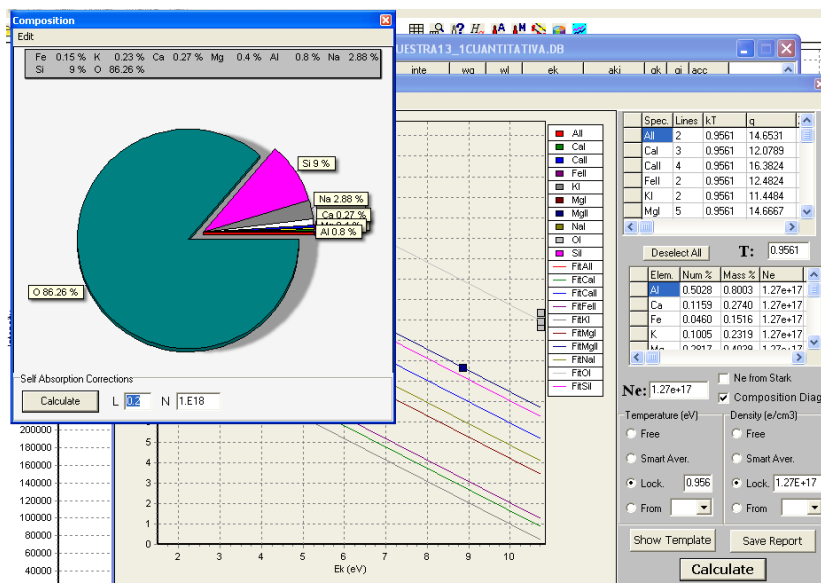 Composition
Edit
Fe 0.15 % K 0.23 % Ca 0.27 % Mg 0.4 % Al 0.8 % Na 2.88 %
Si 9 % O 86.26 %
Si 9 %
Na 2.88 %
Ca 0.27 %
Al 0.8 %
O 86.26 %
Self Absorption Corrections
Calculate L 0.2 N 1.E18
UESTRA13_1CUANTITATIVA.DB
inte wg wl ek aki gk gi acc
AlI
CaI
CaII
FeII
KI
MgI
MgII
NaI
OI
SiI
FitAlI
FitCaI
FitCaII
FitFeII
FitKI
FitMgI
FitMgII
FitNaI
FitOI
FitSiI
Spec. Lines kT q
AlI 2 0.9561 14.6531
CaI 3 0.9561 12.0789
CaII 4 0.9561 16.3824
FeII 2 0.9561 12.4824
KI 2 0.9561 11.4484
MgI 5 0.9561 14.6667
Deselect All T: 0.9561
Elem. Num % Mass % Ne
Al 0.5028 0.8003 1.27e+17
Ca 0.1159 0.2740 1.27e+17
Fe 0.0460 0.1516 1.27e+17
K 0.1005 0.2319 1.27e+17
Ne: 1.27e+17
Ne from Stark
Composition Diag
Temperature (eV) Density (e/cm3)
Free Free
Smart Aver. Smart Aver.
Lock. 0.956 Lock. 1.27E+17
From From
Show Template Save Report
Calculate
200000
180000
160000
140000
120000
100000
80000
60000
40000
5
4
3
2
1
0
2 3 4 5 6 7 8 9 10
Ek (eV)